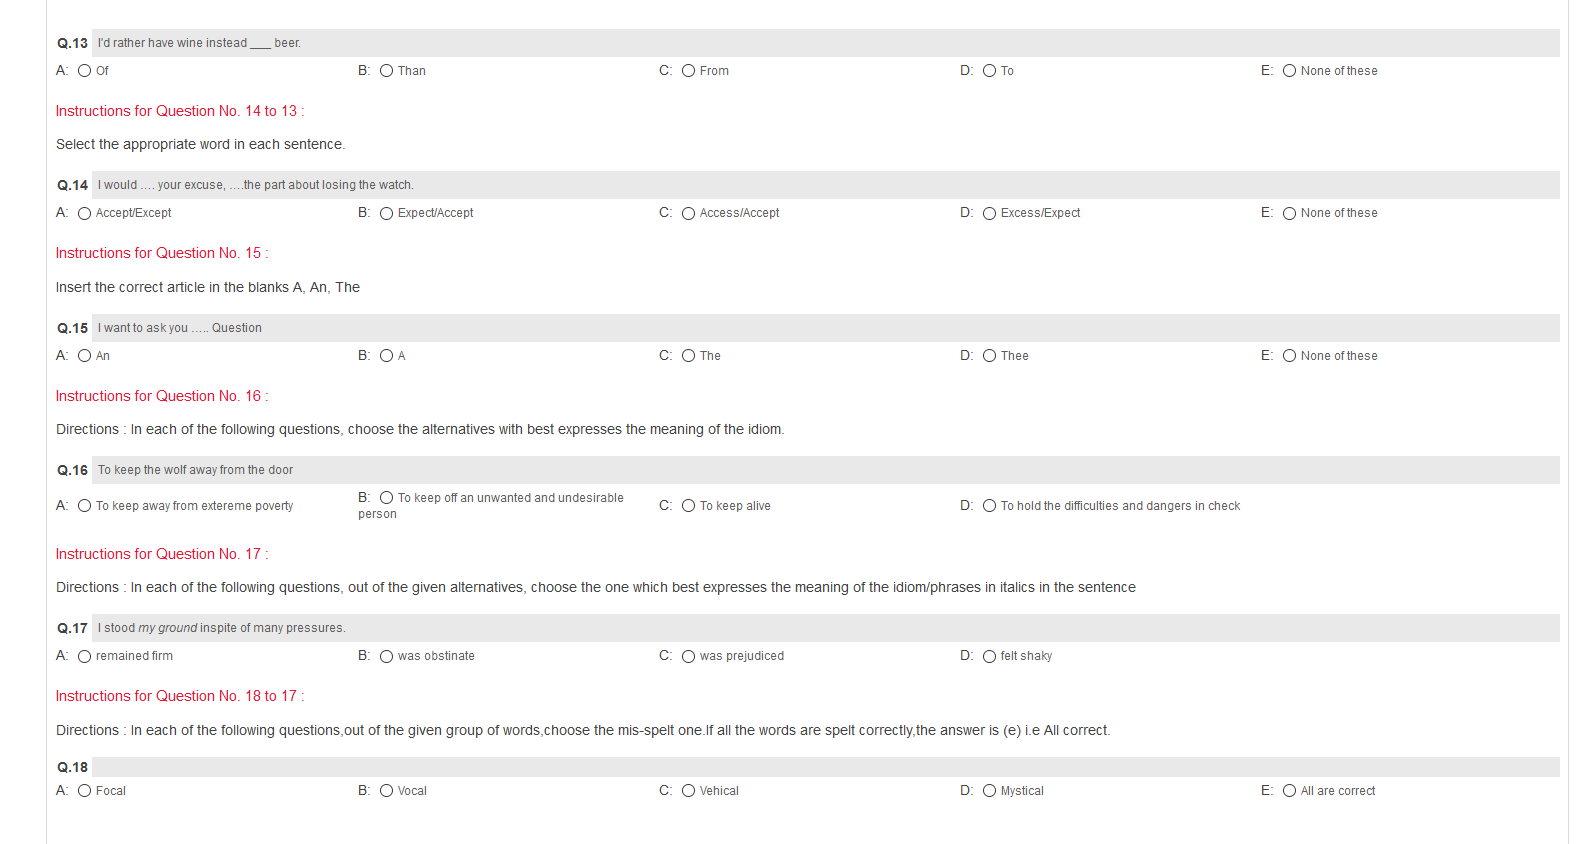 Q.13 I'd rather have wine instead ___ beer.
A: Of B: Than C: From D: To E: None of these
Instructions for Question No. 14 to 13 :
Select the appropriate word in each sentence.
Q.14 I would .... your excuse, ....the part about losing the watch.
A: Accept/Except B: Expect/Accept C: Access/Accept D: Excess/Expect E: None of these
Instructions for Question No. 15 :
Insert the correct article in the blanks A, An, The
Q.15 I want to ask you ..... Question
A: An B: A C: The D: Thee E: None of these
Instructions for Question No. 16 :
Directions : In each of the following questions, choose the alternatives with best expresses the meaning of the idiom.
Q.16 To keep the wolf away from the door
A: To keep away from extereme poverty B: To keep off an unwanted and undesirable
person C: To keep alive D: To hold the difficulties and dangers in check
Instructions for Question No. 17 :
Directions : In each of the following questions, out of the given alternatives, choose the one which best expresses the meaning of the idiom/phrases in italics in the sentence
Q.17 I stood my ground inspite of many pressures.
A: remained firm B: was obstinate C: was prejudiced D: felt shaky
Instructions for Question No. 18 to 17 :
Directions : In each of the following questions,out of the given group of words,choose the mis-spelt one.If all the words are spelt correctly,the answer is (e) i.e All correct.
Q.18
A: Focal B: Vocal C: Vehical D: Mystical E: All are correct